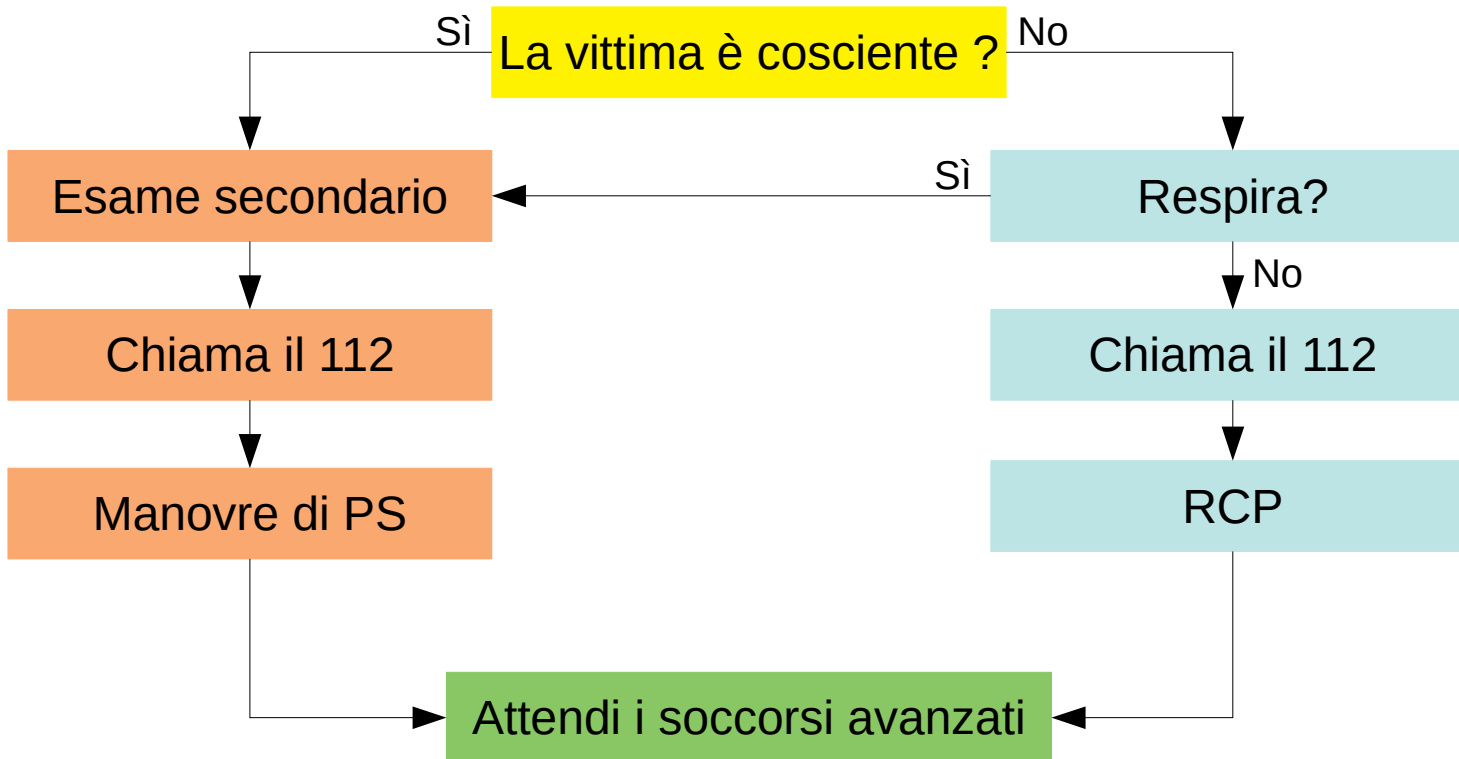 Sì
La vittima è cosciente ?
No
Esame secondario
Sì
Respira?
No
Chiama il 112
Chiama il 112
Manovre di PS
RCP
Attendi i soccorsi avanzati